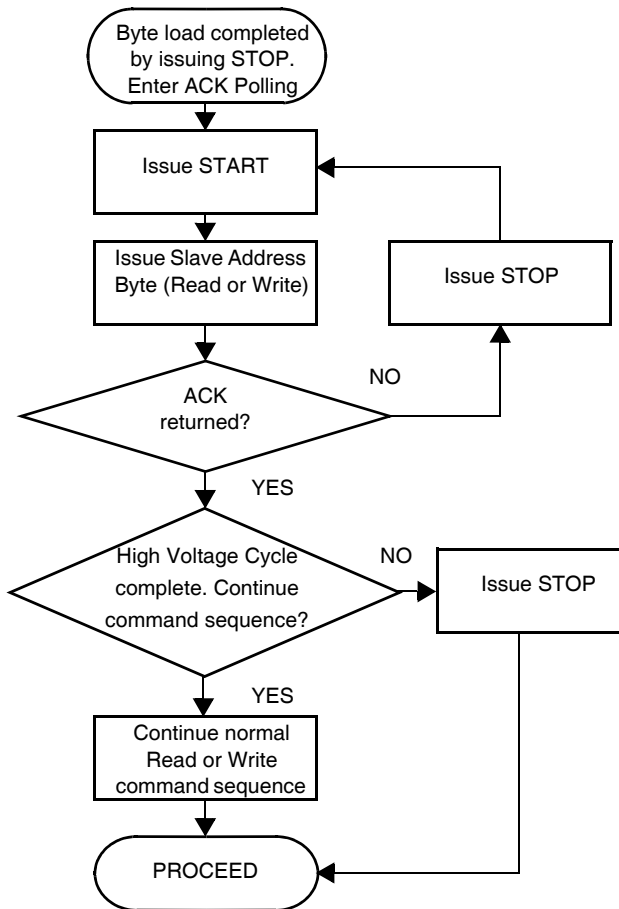 Byte load completed
by issuing STOP.
Enter ACK Polling
Issue START
Issue Slave Address
Byte (Read or Write)
Issue STOP
ACK
returned?
NO
YES
High Voltage Cycle
complete. Continue
command sequence?
NO
Issue STOP
YES
Continue normal
Read or Write
command sequence
PROCEED